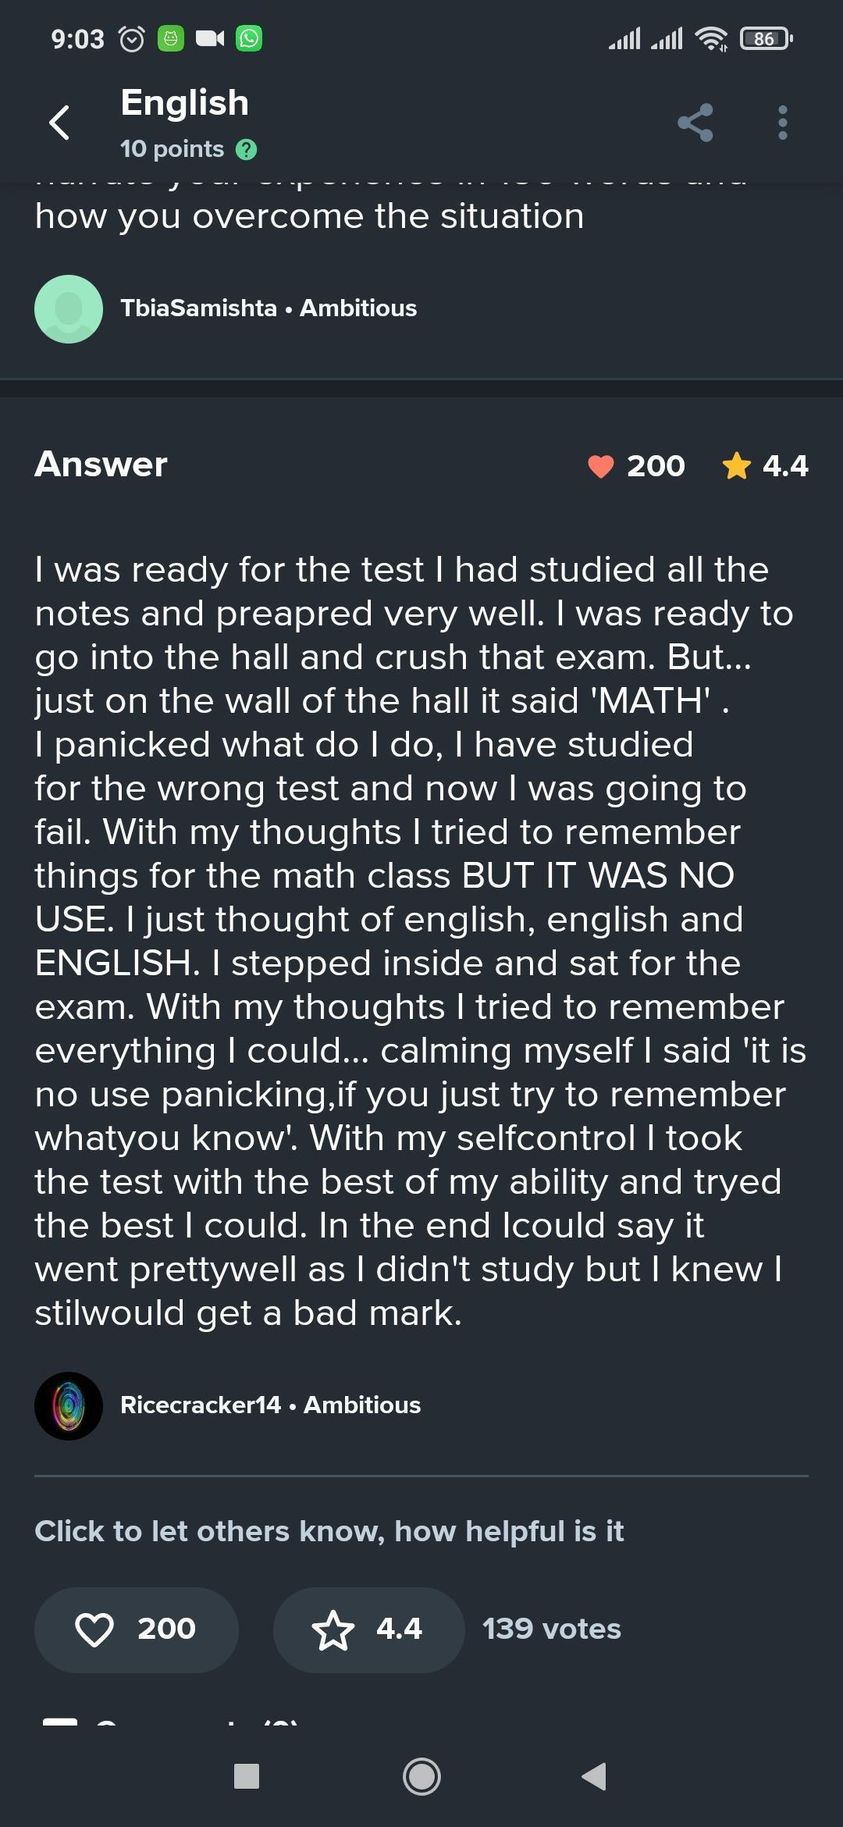 9:03
86
English
10 points ?
how you overcome the situation
TbiaSamishta • Ambitious
Answer
200 4.4
I was ready for the test I had studied all the
notes and preapred very well. I was ready to
go into the hall and crush that exam. But...
just on the wall of the hall it said 'MATH' .
I panicked what do I do, I have studied
for the wrong test and now I was going to
fail. With my thoughts I tried to remember
things for the math class BUT IT WAS NO
USE. I just thought of english, english and
ENGLISH. I stepped inside and sat for the
exam. With my thoughts I tried to remember
everything I could... calming myself I said 'it is
no use panicking,if you just try to remember
whatyou know'. With my selfcontrol I took
the test with the best of my ability and tryed
the best I could. In the end Icould say it
went prettywell as I didn't study but I knew I
stilwould get a bad mark.
Ricecracker14 • Ambitious
Click to let others know, how helpful is it
200 4.4 139 votes